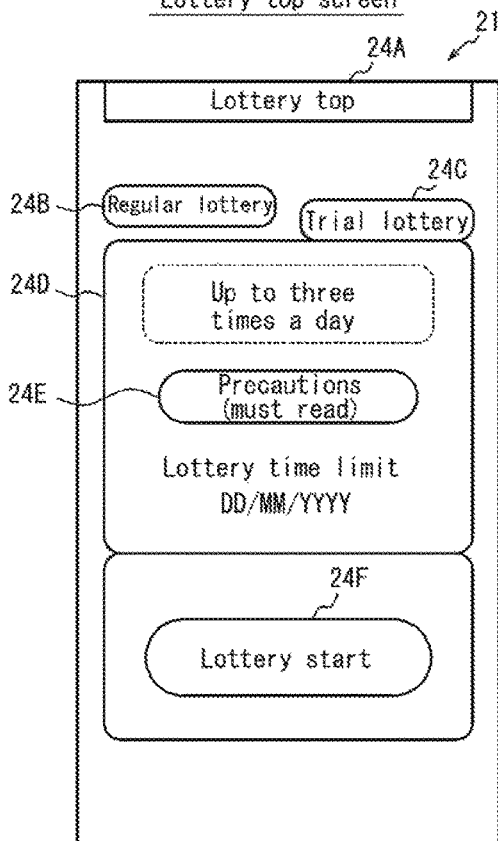 Lottery top screen
21
24A
Lottery top
24C
24B
Regular lottery
Trial lottery
24D
Up to three
times a day
24E
Precautions
(must read)
Lottery time limit
DD/MM/YYYY
24F
Lottery start